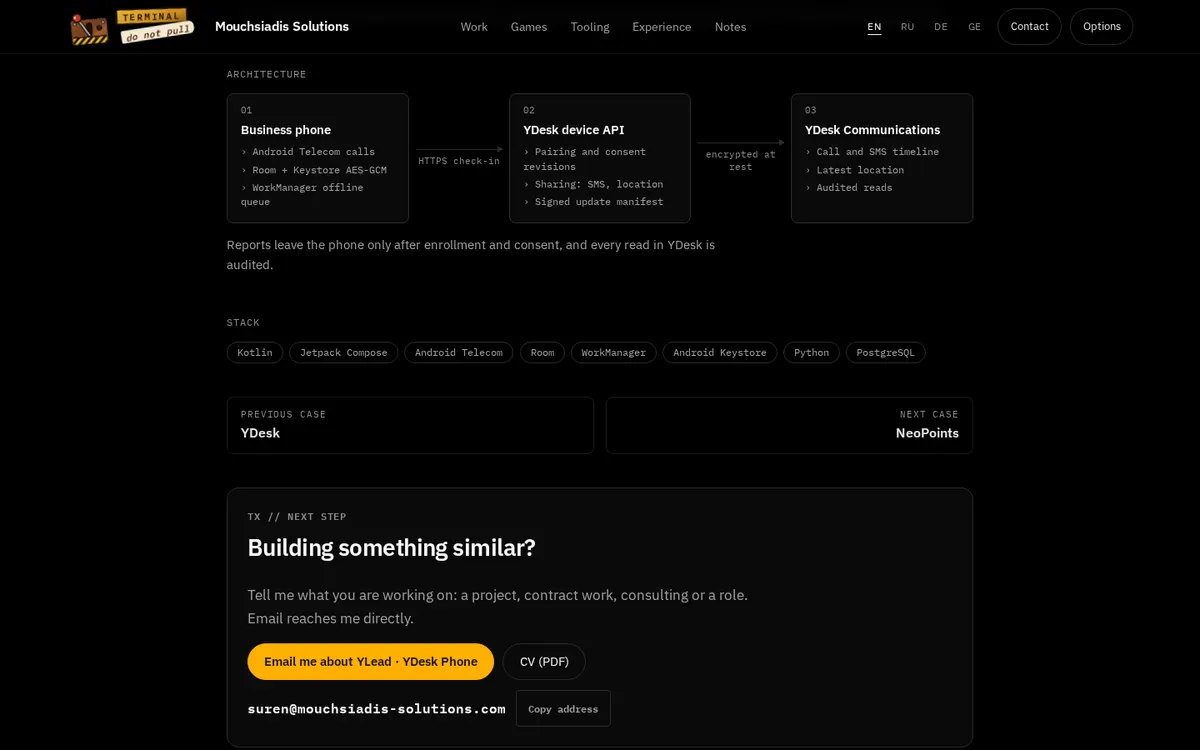 TERMINAL
do not pull
Mouchsiadis Solutions
Work
Games
Tooling
Experience
Notes
EN
RU
DE
GE
Contact
Options
ARCHITECTURE
01
Business phone
› Android Telecom calls
› Room + Keystore AES-GCM
› WorkManager offline
queue
HTTPS check-in
02
YDesk device API
› Pairing and consent
revisions
› Sharing: SMS, location
› Signed update manifest
encrypted at
rest
03
YDesk Communications
› Call and SMS timeline
› Latest location
› Audited reads
Reports leave the phone only after enrollment and consent, and every read in YDesk is
audited.
STACK
Kotlin
Jetpack Compose
Android Telecom
Room
WorkManager
Android Keystore
Python
PostgreSQL
PREVIOUS CASE
YDesk
NEXT CASE
NeoPoints
TX // NEXT STEP
Building something similar?
Tell me what you are working on: a project, contract work, consulting or a role.
Email reaches me directly.
Email me about YLead · YDesk Phone
CV (PDF)
suren@mouchsiadis-solutions.com
Copy address